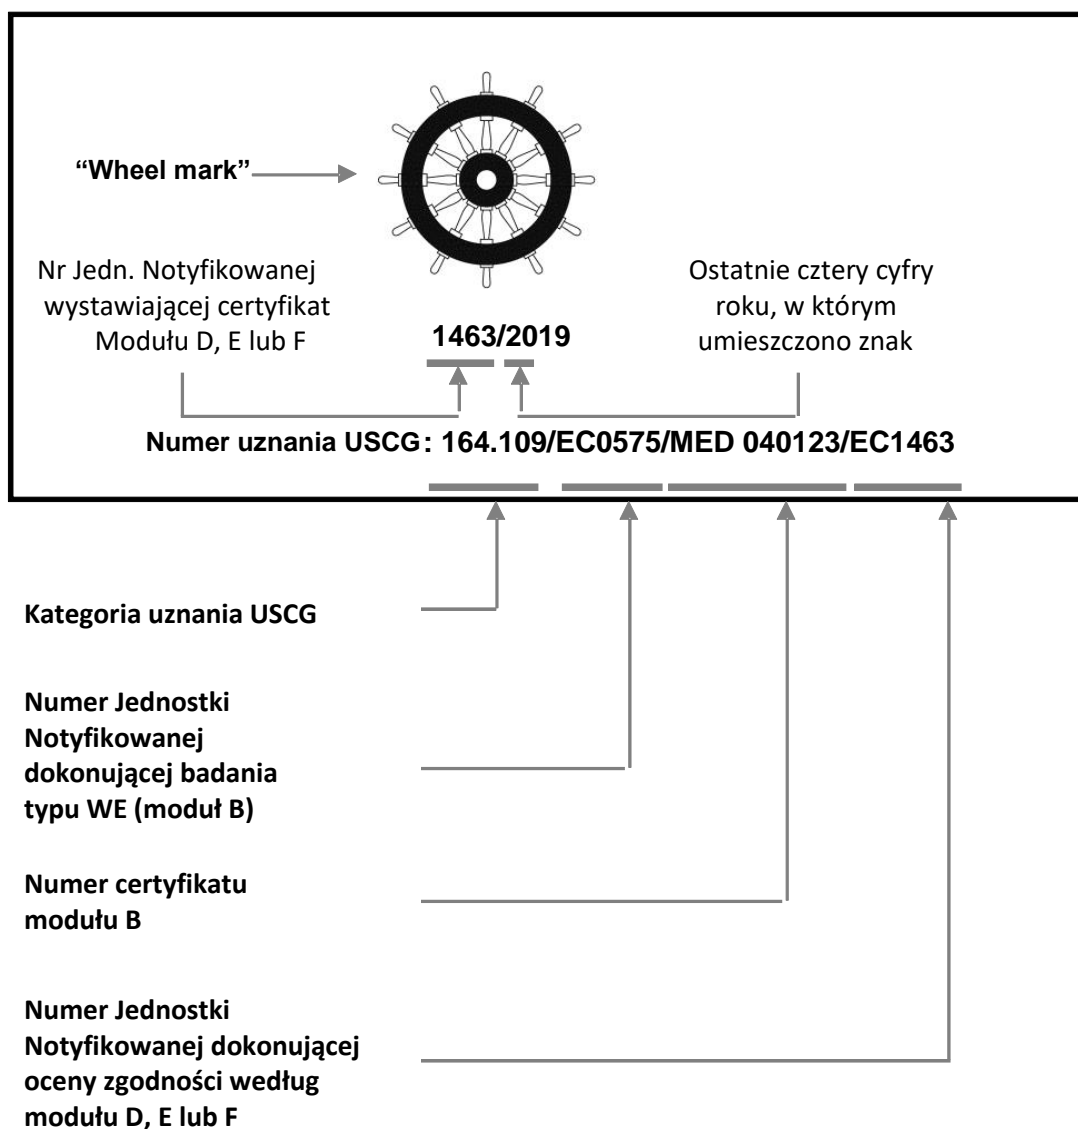 “Wheel mark”
Nr Jedn. Notyfikowanej
wystawiającej certyfikat
Modułu D, E lub F
Ostatnie cztery cyfry
roku, w którym
umieszczono znak
1463/2019
Numer uznania USCG: 164.109/EC0575/MED 040123/EC1463
Kategoria uznania USCG
Numer Jednostki
Notyfikowanej
dokonującej badania
typu WE (moduł B)
Numer certyfikatu
modułu B
Numer Jednostki
Notyfikowanej dokonującej
oceny zgodności według
modułu D, E lub F